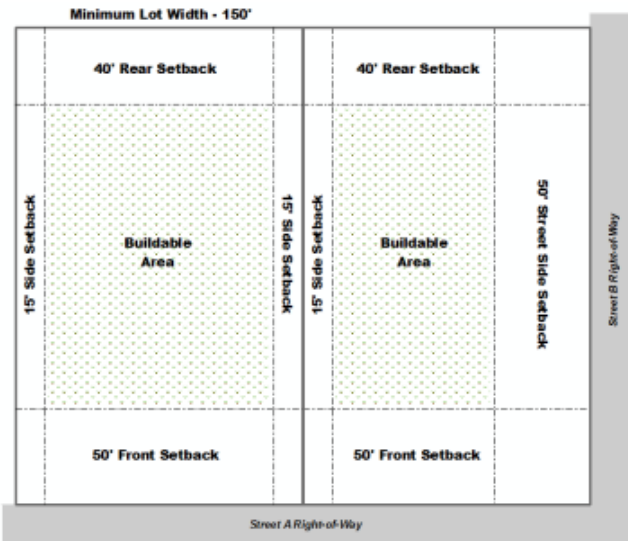 Minimum Lot Width - 150'
40' Rear Setback
40' Rear Setback
15' Side Setback
Buildable
Area
15' Side Setback
15' Side Setback
Buildable
Area
50' Street Side Setback
Street B Right-of-Way
50' Front Setback
50' Front Setback
Street A Right-of-Way